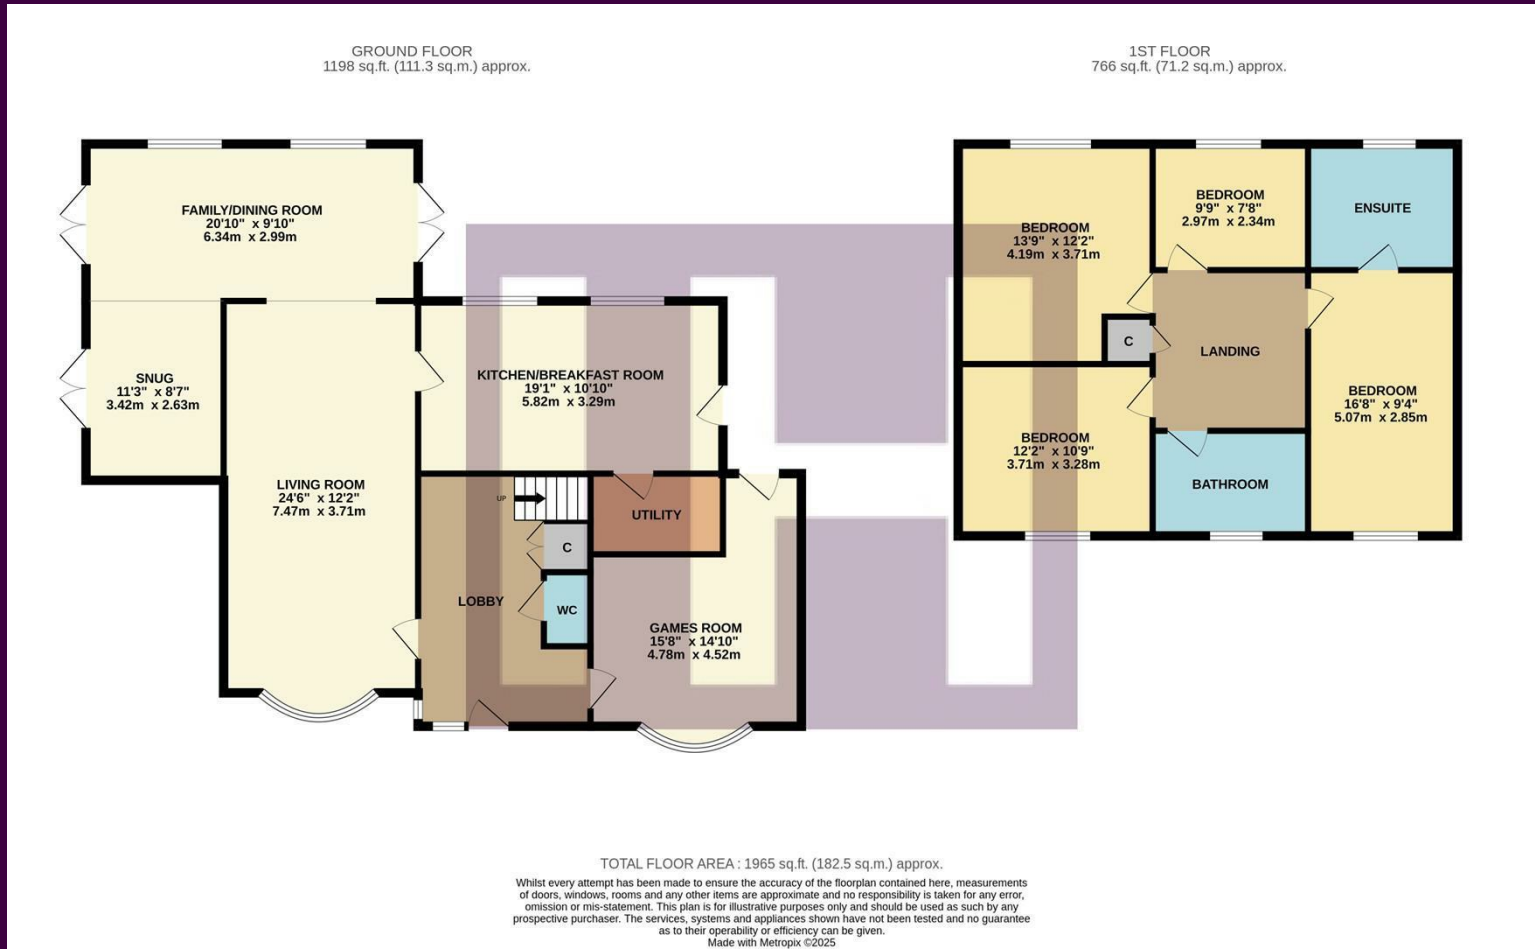 GROUND FLOOR
1198 sq.ft. (111.3 sq.m.) approx.
1ST FLOOR
766 sq.ft. (71.2 sq.m.) approx.
FAMILY/DINING ROOM
20'10" x 9'10"
6.34m x 2.99m
SNUG
11'3" x 8'7"
3.42m x 2.63m
LIVING ROOM
24'6" x 12'2"
7.47m x 3.71m
KITCHEN/BREAKFAST ROOM
19'1" x 10'10"
5.82m x 3.29m
UP
UTILITY
C
LOBBY
WC
GAMES ROOM
15'8" x 14'10"
4.78m x 4.52m
BEDROOM
13'9" x 12'2"
4.19m x 3.71m
BEDROOM
9'9" x 7'8"
2.97m x 2.34m
ENSUITE
C
LANDING
BEDROOM
16'8" x 9'4"
5.07m x 2.85m
BEDROOM
12'2" x 10'9"
3.71m x 3.28m
BATHROOM
TOTAL FLOOR AREA : 1965 sq.ft. (182.5 sq.m.) approx.
Whilst every attempt has been made to ensure the accuracy of the floorplan contained here, measurements
of doors, windows, rooms and any other items are approximate and no responsibility is taken for any error,
omission or mis-statement. This plan is for illustrative purposes only and should be used as such by any
prospective purchaser. The services, systems and appliances shown have not been tested and no guarantee
as to their operability or efficiency can be given.
Made with Metropix ©2025